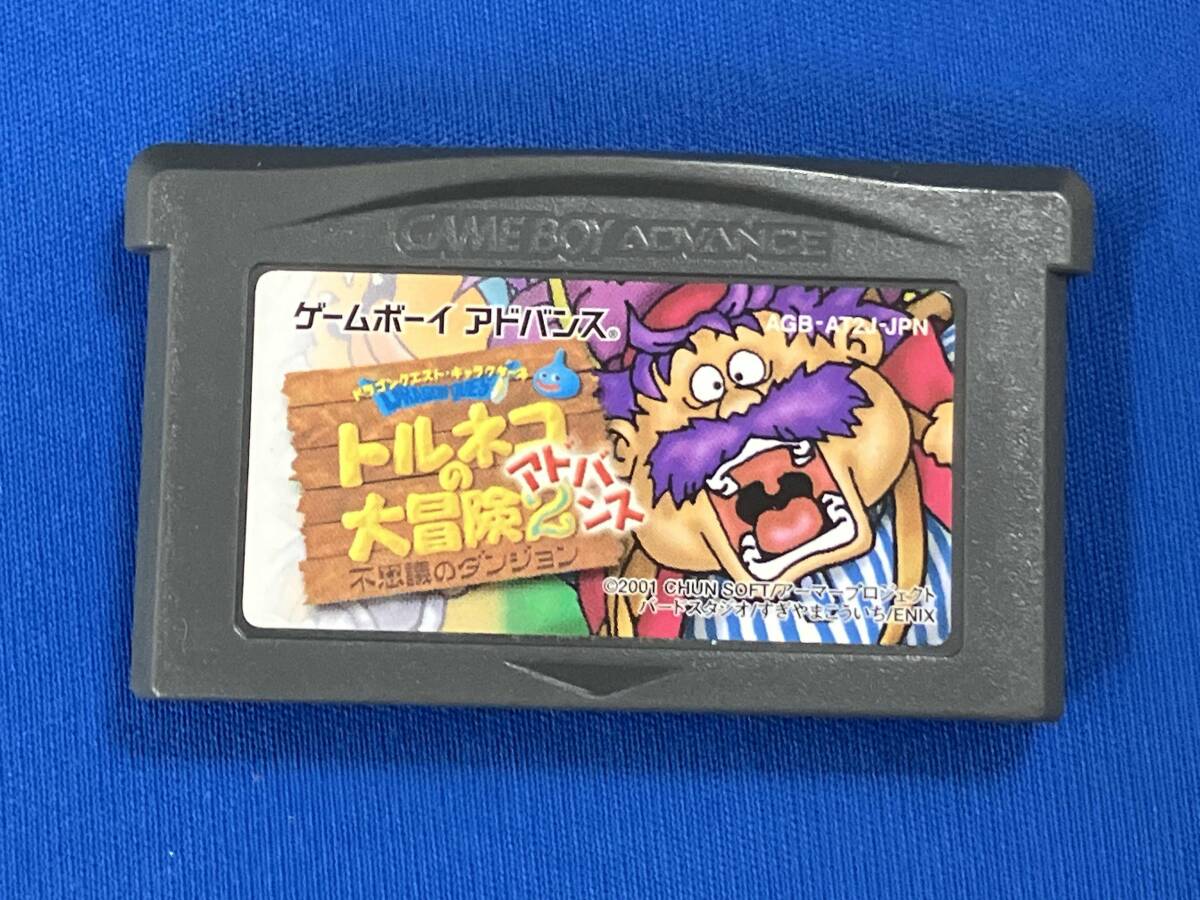 GAME BOY ADVANCE
ゲームボーイ アドバンス®
AGB-AT2J-JPN
ドラゴンクエスト・キャラクターズ
DRAGON QUEST
トルネコ
の
大冒険2
アドバンス
不思議のダンジョン
©2001 CHUN SOFT/アーマープロジェクト
バードスタジオ/すぎやまこういち/ENIX